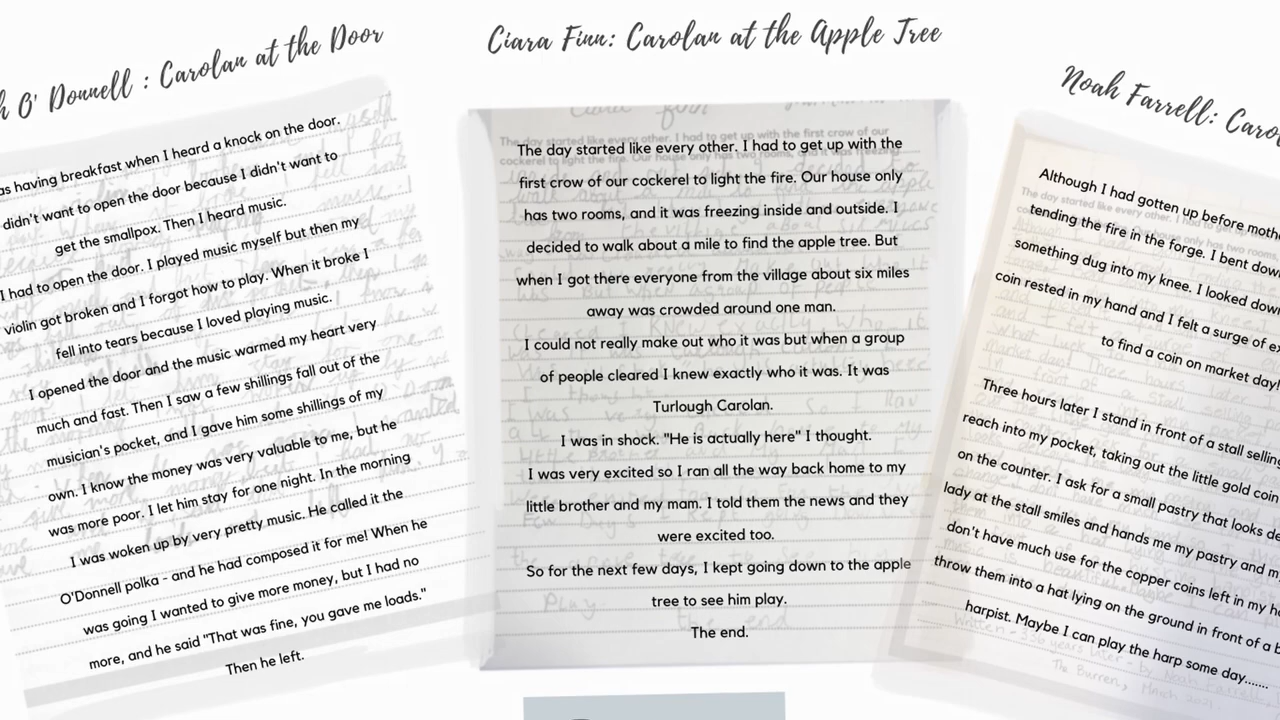 O' Donnell : Carolan at the Door
having breakfast when I heard a knock on the door.
didn't want to open the door because I didn't want to
get the smallpox. Then I heard music.
I had to open the door. I played music myself but then my
violin got broken and I forgot how to play. When it broke I
fell into tears because I loved playing music.
I opened the door and the music warmed my heart very
much and fast. Then I saw a few shillings fall out of the
musician's pocket, and I gave him some shillings of my
own. I know the money was very valuable to me, but he
was more poor. I let him stay for one night. In the morning
I was woken up by very pretty music. He called it the
O'Donnell polka - and he had composed it for me! When he
was going I wanted to give more money, but I had no
more, and he said "That was fine, you gave me loads."
Then he left.
Ciara Finn: Carolan at the Apple Tree
The day started like every other. I had to get up with the
first crow of our cockerel to light the fire. Our house only
has two rooms, and it was freezing inside and outside. I
decided to walk about a mile to find the apple tree. But
when I got there everyone from the village about six miles
away was crowded around one man.
I could not really make out who it was but when a group
of people cleared I knew exactly who it was. It was
Turlough Carolan.
I was in shock. "He is actually here" I thought.
I was very excited so I ran all the way back home to my
little brother and my mam. I told them the news and they
were excited too.
So for the next few days, I kept going down to the apple
tree to see him play.
The end.
Noah Farrell:
Although I had gotten up before
tending the fire in the forge. I bent
something dug into my knee. I looked
coin rested in my hand and I felt a surge of
to find a coin on market day!
Three hours later I stand in front of a stall
reach into my pocket, taking out the little gold coin
on the counter. I ask for a small pastry that looks
lady at the stall smiles and hands me my pastry and
don't have much use for the copper coins left in my
throw them into a hat lying on the ground in front of a
harpist. Maybe I can play the harp some day.......